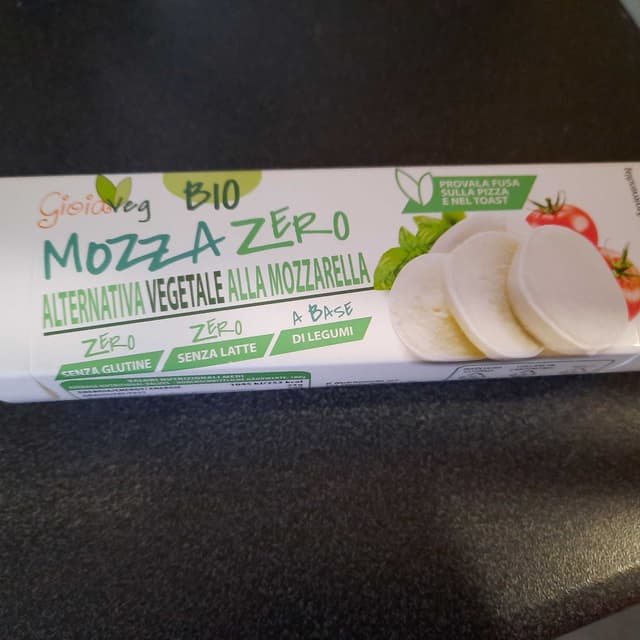 Gioiaveg
BIO
MOZZA ZERO
ALTERNATIVA VEGETALE ALLA MOZZARELLA
ZERO
SENZA GLUTINE
ZERO
SENZA LATTE
A BASE
DI LEGUMI
PROVALA FUSA
SULLA PIZZA
E NEL TOAST
VALORI NUTRIZIONALI MEDI